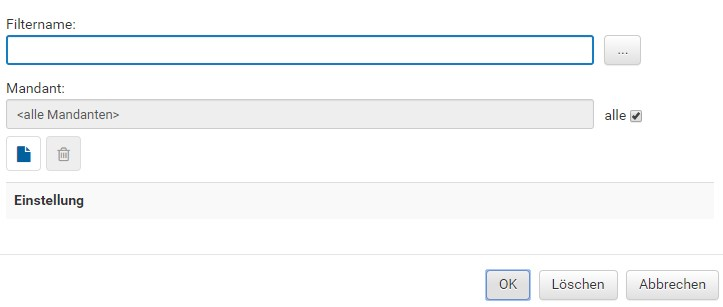 Filtername:
...
Mandant:
<alle Mandanten>
alle
Einstellung
OK Löschen Abbrechen